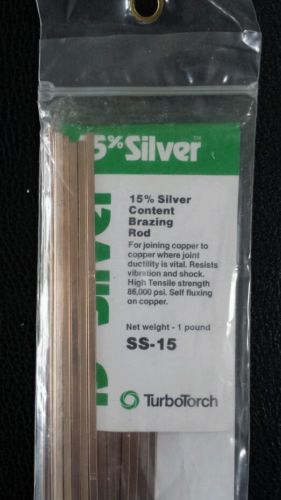 15% Silver™
15% Silver
Content
Brazing
Rod
For joining copper to
copper where joint
ductility is vital. Resists
vibration and shock.
High Tensile strength
86,000 psi. Self fluxing
on copper.
Net weight - 1 pound
SS-15
TurboTorch
Silver